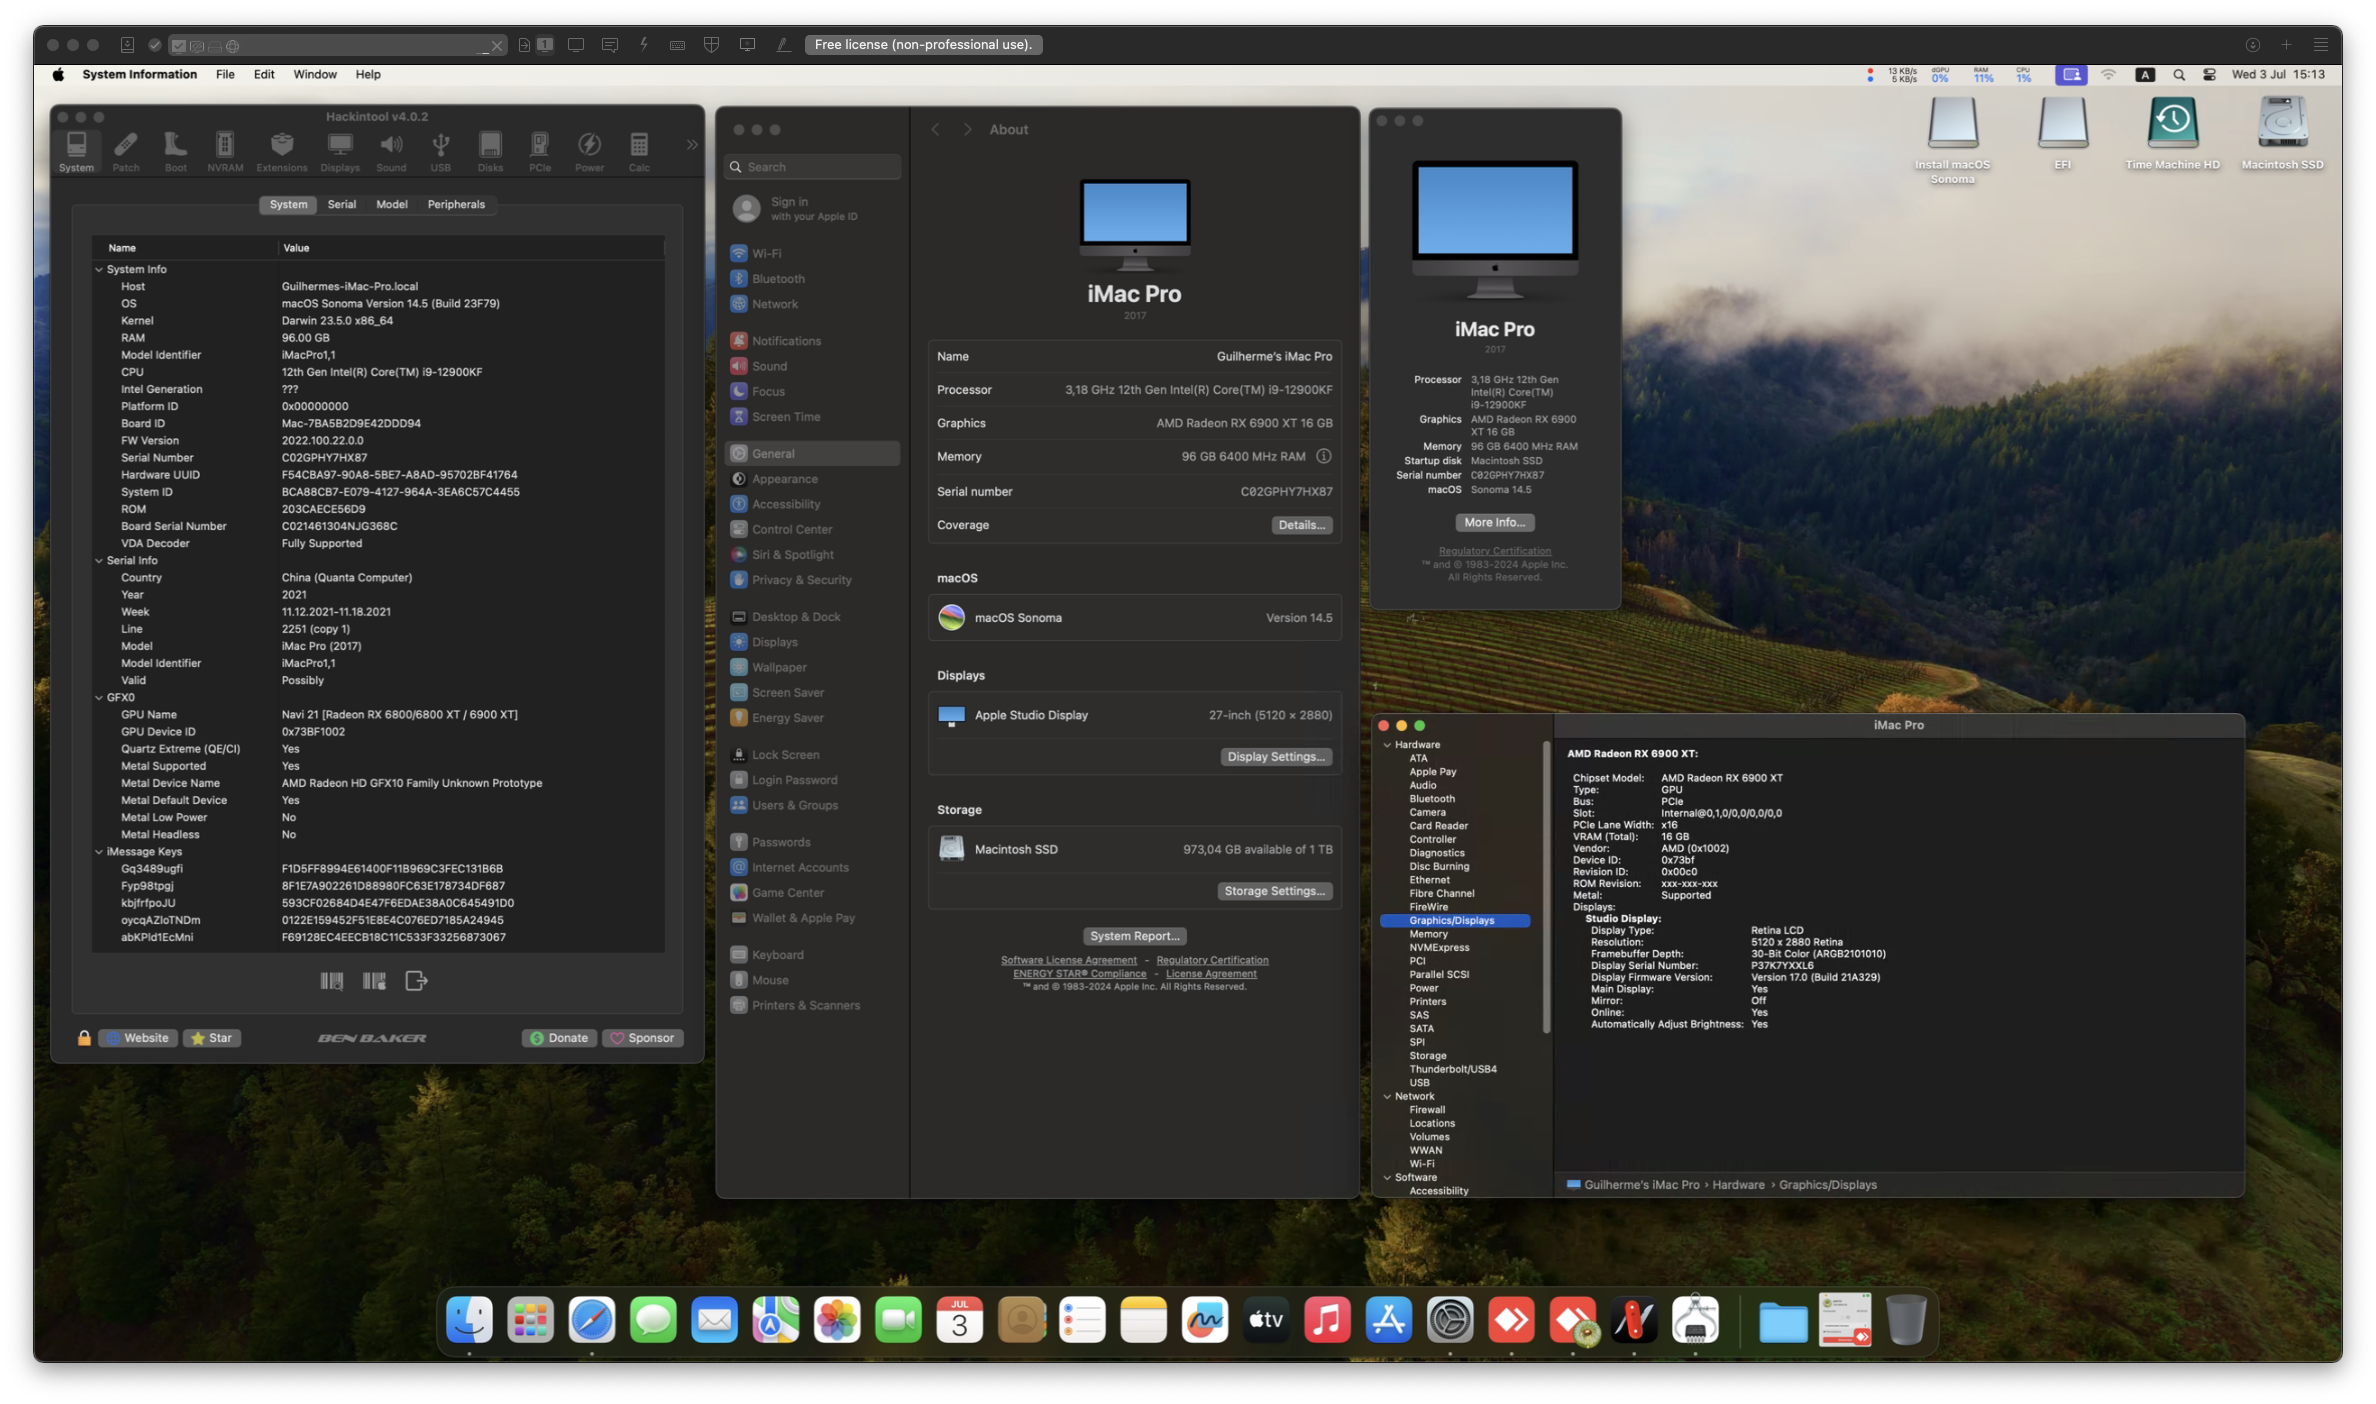 Free license (non-professional use).
System Information File Edit Window Help
13 KB/s
5 KB/s
dGPU
0%
RAM
11%
CPU
1%
A
Wed 3 Jul 15:13
Install macOS
Sonoma
EFI
Time Machine HD
Macintosh SSD
Hackintool v4.0.2
System Patch Boot NVRAM Extensions Displays Sound USB Disks PCIe Power Calc
System Serial Model Peripherals
Name Value
System Info
Host Guilhermes-iMac-Pro.local
OS macOS Sonoma Version 14.5 (Build 23F79)
Kernel Darwin 23.5.0 x86_64
RAM 96.00 GB
Model Identifier iMacPro1,1
CPU 12th Gen Intel(R) Core(TM) i9-12900KF
Intel Generation ???
Platform ID 0x00000000
Board ID Mac-7BA5B2D9E42DDD94
FW Version 2022.100.22.0.0
Serial Number C02GPHY7HX87
Hardware UUID F54CBA97-90A8-5BE7-A8AD-95702BF41764
System ID BCA88CB7-E079-4127-964A-3EA6C57C4455
ROM 203CAECE56D9
Board Serial Number C021461304NJG368C
VDA Decoder Fully Supported
Serial Info
Country China (Quanta Computer)
Year 2021
Week 11.12.2021-11.18.2021
Line 2251 (copy 1)
Model iMac Pro (2017)
Model Identifier iMacPro1,1
Valid Possibly
GFX0
GPU Name Navi 21 [Radeon RX 6800/6800 XT / 6900 XT]
GPU Device ID 0x73BF1002
Quartz Extreme (QE/CI) Yes
Metal Supported Yes
Metal Device Name AMD Radeon HD GFX10 Family Unknown Prototype
Metal Default Device Yes
Metal Low Power No
Metal Headless No
iMessage Keys
Gq3489ugfi F1D5FF8994E61400F11B969C3FEC131B6B
Fyp98tpgj 8F1E7A902261D88980FC63E178734DF687
kbjfrfpoJU 593CF02684D4E47F6EDAE38A0C645491D0
oycqAZloTNDm 0122E159452F51E8E4C076ED7185A24945
abKPld1EcMni F69128EC4EECB18C11C533F33256873067
Website Star BEN BAKER Donate Sponsor
Search
Sign in
with your Apple ID
Wi-Fi
Bluetooth
Network
Notifications
Sound
Focus
Screen Time
General
Appearance
Accessibility
Control Center
Siri & Spotlight
Privacy & Security
Desktop & Dock
Displays
Wallpaper
Screen Saver
Energy Saver
Lock Screen
Login Password
Users & Groups
Passwords
Internet Accounts
Game Center
Wallet & Apple Pay
Keyboard
Mouse
Printers & Scanners
About
iMac Pro
2017
Name Guilherme's iMac Pro
Processor 3,18 GHz 12th Gen Intel(R) Core(TM) i9-12900KF
Graphics AMD Radeon RX 6900 XT 16 GB
Memory 96 GB 6400 MHz RAM
Serial number C02GPHY7HX87
Coverage Details...
macOS
macOS Sonoma Version 14.5
Displays
Apple Studio Display 27-inch (5120 × 2880)
Display Settings...
Storage
Macintosh SSD 973,04 GB available of 1 TB
Storage Settings...
System Report...
Software License Agreement - Regulatory Certification
ENERGY STAR® Compliance - License Agreement
™ and © 1983-2024 Apple Inc. All Rights Reserved.
iMac Pro
2017
Processor 3,18 GHz 12th Gen
Intel(R) Core(TM)
i9-12900KF
Graphics AMD Radeon RX 6900
XT 16 GB
Memory 96 GB 6400 MHz RAM
Startup disk Macintosh SSD
Serial number C02GPHY7HX87
macOS Sonoma 14.5
More Info...
Regulatory Certification
™ and © 1983-2024 Apple Inc.
All Rights Reserved.
iMac Pro
Hardware
ATA
Apple Pay
Audio
Bluetooth
Camera
Card Reader
Controller
Diagnostics
Disc Burning
Ethernet
Fibre Channel
FireWire
Graphics/Displays
Memory
NVMExpress
PCI
Parallel SCSI
Power
Printers
SAS
SATA
SPI
Storage
Thunderbolt/USB4
USB
Network
Firewall
Locations
Volumes
WWAN
Wi-Fi
Software
Accessibility
AMD Radeon RX 6900 XT:
Chipset Model: AMD Radeon RX 6900 XT
Type: GPU
Bus: PCIe
Slot: Internal@0,1,0/0,0/0,0/0,0
PCIe Lane Width: x16
VRAM (Total): 16 GB
Vendor: AMD (0x1002)
Device ID: 0x73bf
Revision ID: 0x00c0
ROM Revision: xxx-xxx-xxx
Metal: Supported
Displays:
Studio Display:
Display Type: Retina LCD
Resolution: 5120 x 2880 Retina
Framebuffer Depth: 30-Bit Color (ARGB2101010)
Display Serial Number: P37K7YXXL6
Display Firmware Version: Version 17.0 (Build 21A329)
Main Display: Yes
Mirror: Off
Online: Yes
Automatically Adjust Brightness: Yes
Guilherme's iMac Pro › Hardware › Graphics/Displays
JUL
3
tv